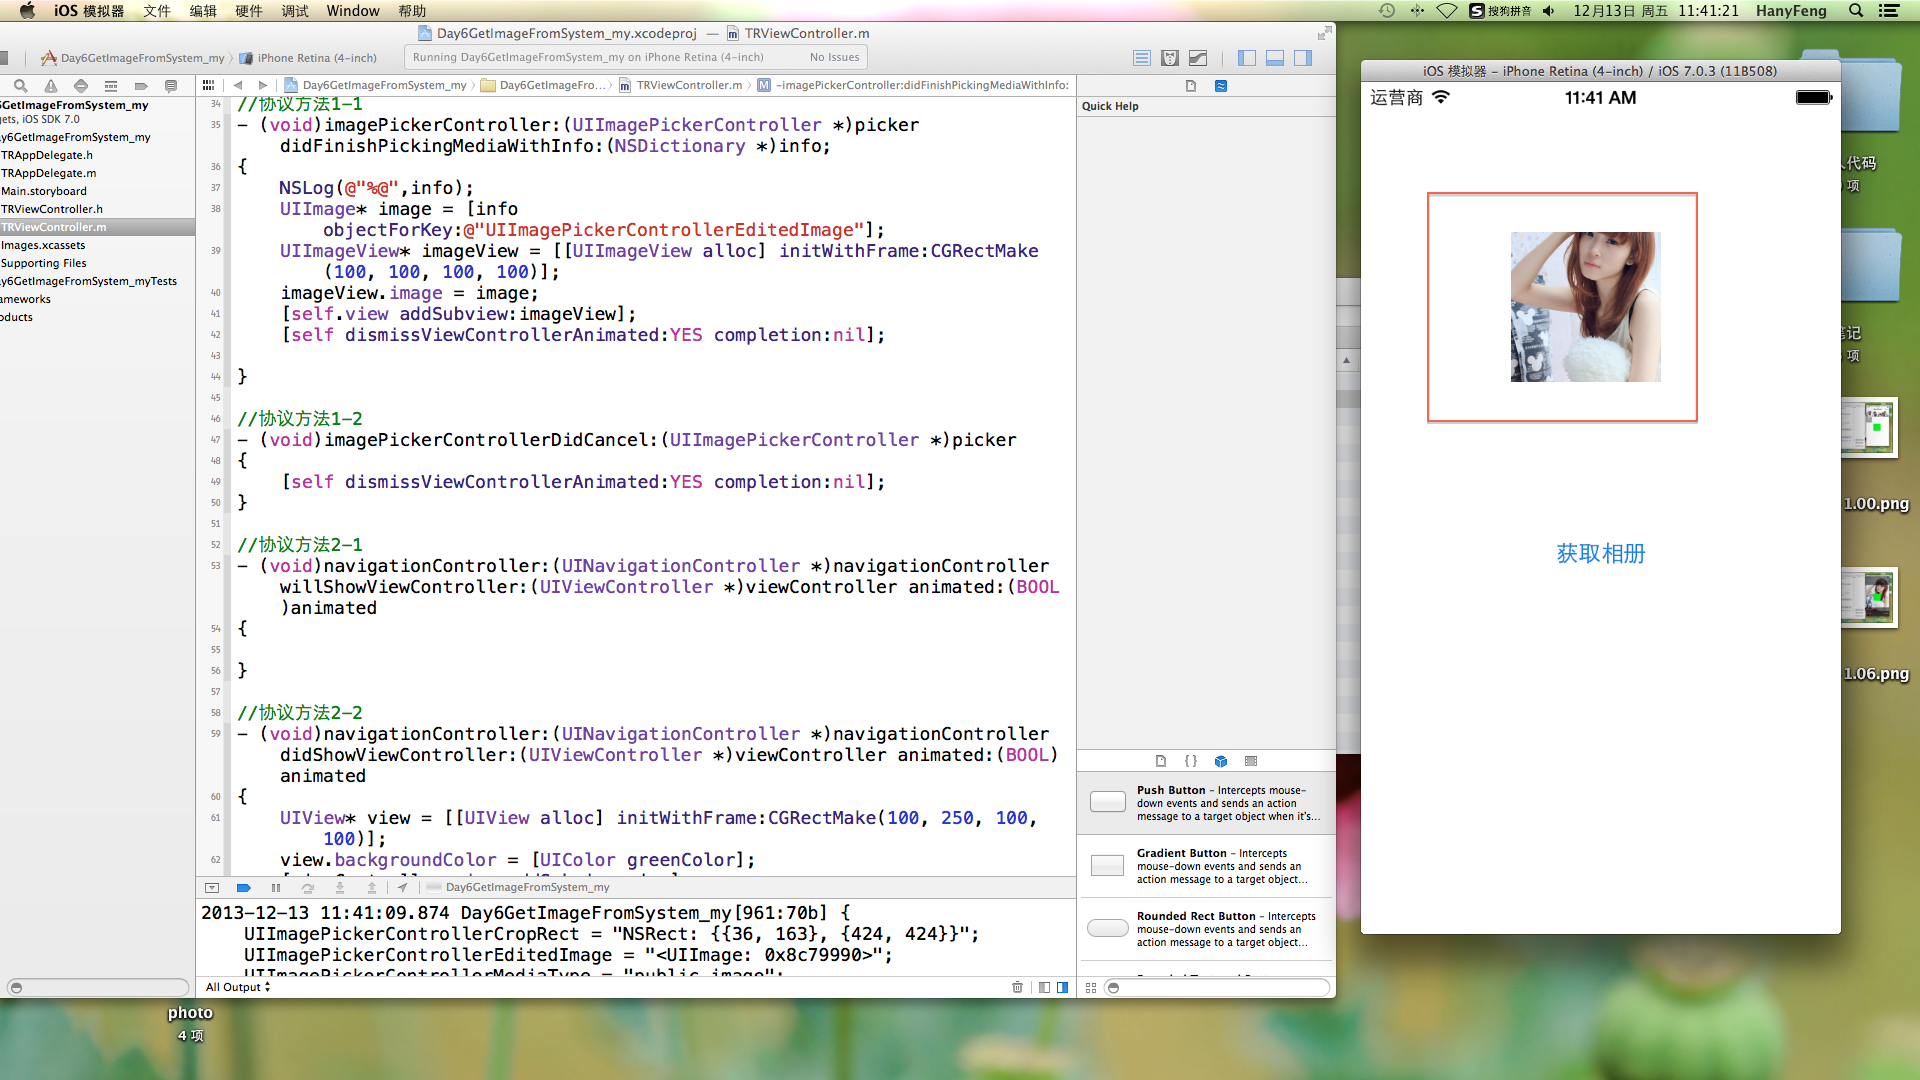 iOS 模拟器 文件 编辑 硬件 调试 Window 帮助
搜狗拼音 12月13日 周五 11:41:21 HanyFeng
Day6GetImageFromSystem_my.xcodeproj — TRViewController.m
Day6GetImageFromSystem_my iPhone Retina (4-inch)
Running Day6GetImageFromSystem_my on iPhone Retina (4-inch) No Issues
Day6GetImageFromSystem_my Day6GetImageFro... TRViewController.m -imagePickerController:didFinishPickingMediaWithInfo:
GetImageFromSystem_my
gets, iOS SDK 7.0
ay6GetImageFromSystem_my
TRAppDelegate.h
TRAppDelegate.m
Main.storyboard
TRViewController.h
TRViewController.m
Images.xcassets
Supporting Files
ay6GetImageFromSystem_myTests
ameworks
oducts
34 //协议方法1-1
35 - (void)imagePickerController:(UIImagePickerController *)picker
didFinishPickingMediaWithInfo:(NSDictionary *)info;
36 {
37 NSLog(@"%@",info);
38 UIImage* image = [info
objectForKey:@"UIImagePickerControllerEditedImage"];
39 UIImageView* imageView = [[UIImageView alloc] initWithFrame:CGRectMake
(100, 100, 100, 100)];
40 imageView.image = image;
41 [self.view addSubview:imageView];
42 [self dismissViewControllerAnimated:YES completion:nil];
43
44 }
45
46 //协议方法1-2
47 - (void)imagePickerControllerDidCancel:(UIImagePickerController *)picker
48 {
49 [self dismissViewControllerAnimated:YES completion:nil];
50 }
51
52 //协议方法2-1
53 - (void)navigationController:(UINavigationController *)navigationController
willShowViewController:(UIViewController *)viewController animated:(BOOL
)animated
54 {
55
56 }
57
58 //协议方法2-2
59 - (void)navigationController:(UINavigationController *)navigationController
didShowViewController:(UIViewController *)viewController animated:(BOOL)
animated
60 {
61 UIView* view = [[UIView alloc] initWithFrame:CGRectMake(100, 250, 100,
100)];
62 view.backgroundColor = [UIColor greenColor];
Day6GetImageFromSystem_my
2013-12-13 11:41:09.874 Day6GetImageFromSystem_my[961:70b] {
UIImagePickerControllerCropRect = "NSRect: {{36, 163}, {424, 424}}";
UIImagePickerControllerEditedImage = "<UIImage: 0x8c79990>";
UIImagePickerControllerMediaType = "public.image";
All Output
Quick Help
Push Button - Intercepts mouse-
down events and sends an action
message to a target object when it's...
Gradient Button - Intercepts
mouse-down events and sends an
action message to a target object...
Rounded Rect Button - Intercepts
mouse-down events and sends an
action message to a target object...
iOS 模拟器 - iPhone Retina (4-inch) / iOS 7.0.3 (11B508)
运营商 11:41 AM
获取相册
人代码
项
笔记
项
1.00.png
1.06.png
photo
4 项